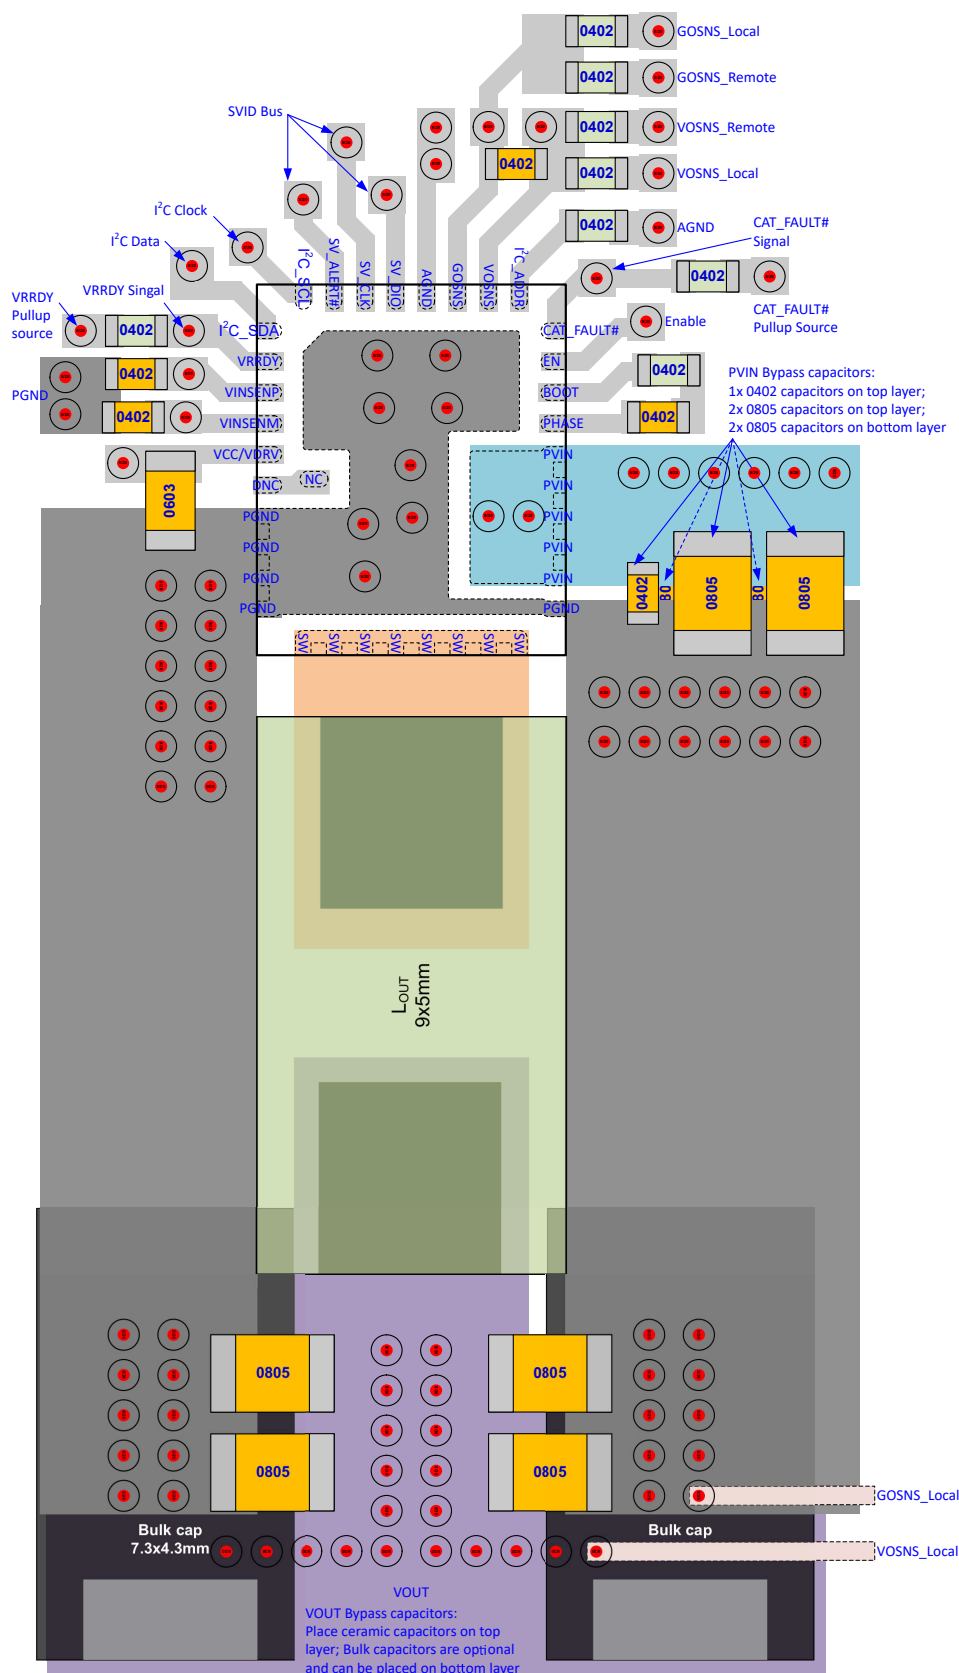 0402
GOSNS_Local
0402
GOSNS_Remote
SVID Bus
0402
VOSNS_Remote
0402
0402
VOSNS_Local
I²C Clock
I²C Data
0402
AGND
CAT_FAULT#
Signal
0402
CAT_FAULT#
Pullup Source
I²C_SCL
SV_ALERT#
SV_CLK
SV_DIO
AGND
GOSNS
VOSNS
I²C_ADDR
VRRDY
Pullup
source
VRRDY Singal
0402
I²C_SDA
CAT_FAULT#
Enable
VRRDY
EN
PGND
0402
VINSENP
BOOT
0402
0402
VINSENM
PHASE
0402
PVIN Bypass capacitors:
1x 0402 capacitors on top layer;
2x 0805 capacitors on top layer;
2x 0805 capacitors on bottom layer
VCC/VDRV
PVIN
0603
DNC
NC
PVIN
PGND
PVIN
PGND
PVIN
PGND
PVIN
PGND
PGND
0402
80
0805
80
0805
SW
SW
SW
SW
SW
SW
SW
SW
LOUT
9x5mm
0805
0805
0805
0805
GOSNS_Local
Bulk cap
7.3x4.3mm
Bulk cap
VOSNS_Local
VOUT
VOUT Bypass capacitors:
Place ceramic capacitors on top
layer; Bulk capacitors are optional
and can be placed on bottom layer